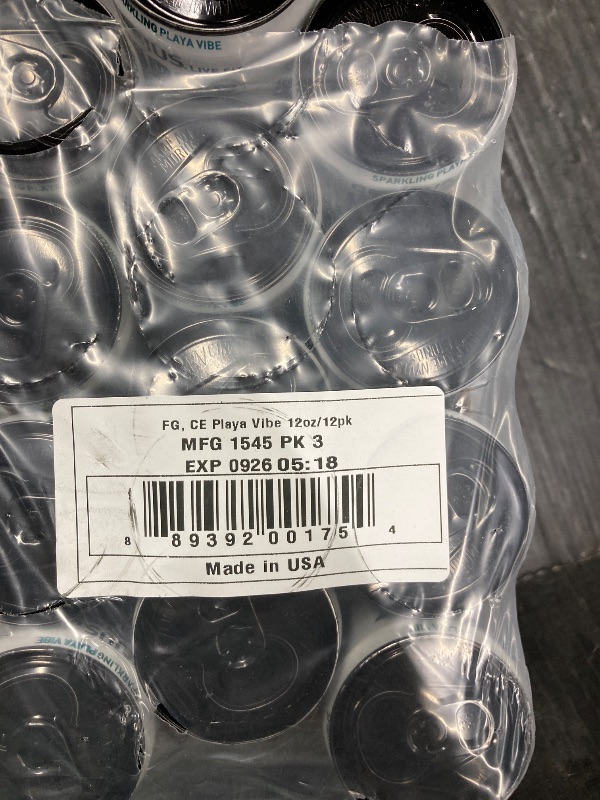 SPARKLING PLAYA VIBE
LIVE
SPARKLING PLAYA
FG, CE Playa Vibe 12oz/12pk
MFG 1545 PK 3
EXP 0926 05:18
8 89392 00175 4
Made in USA
SPARKLING PLAYA VIBE